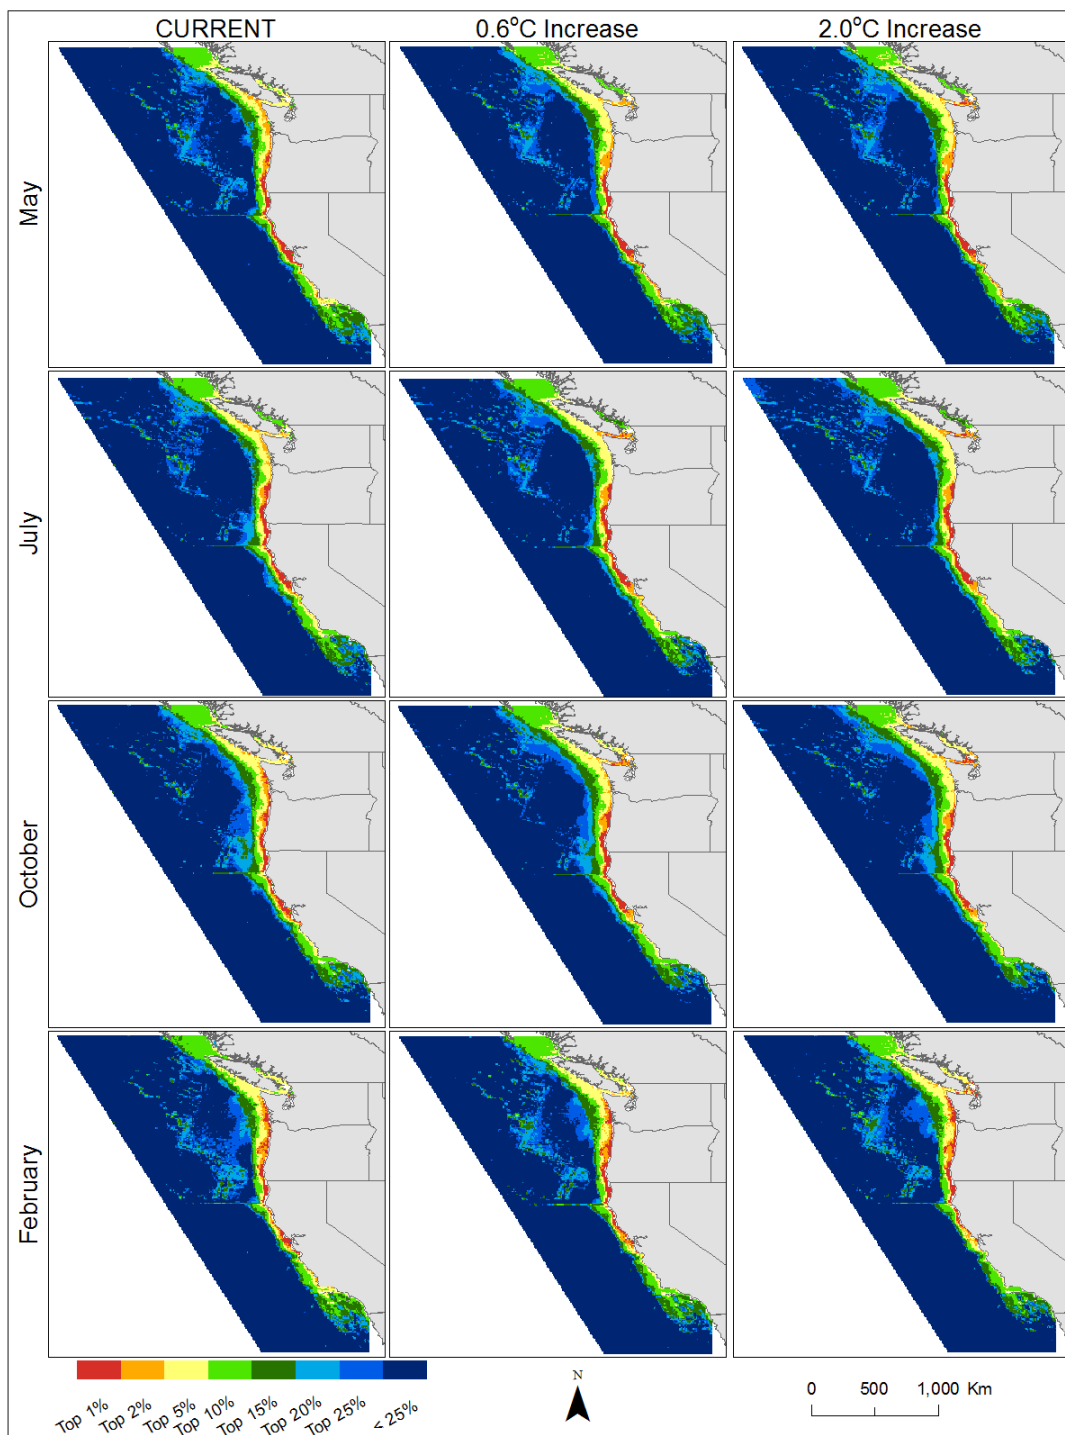 CURRENT
0.6°C Increase
2.0°C Increase
May
July
October
February
Top 1%
Top 2%
Top 5%
Top 10%
Top 15%
Top 20%
Top 25%
< 25%
N
0 500 1,000 Km